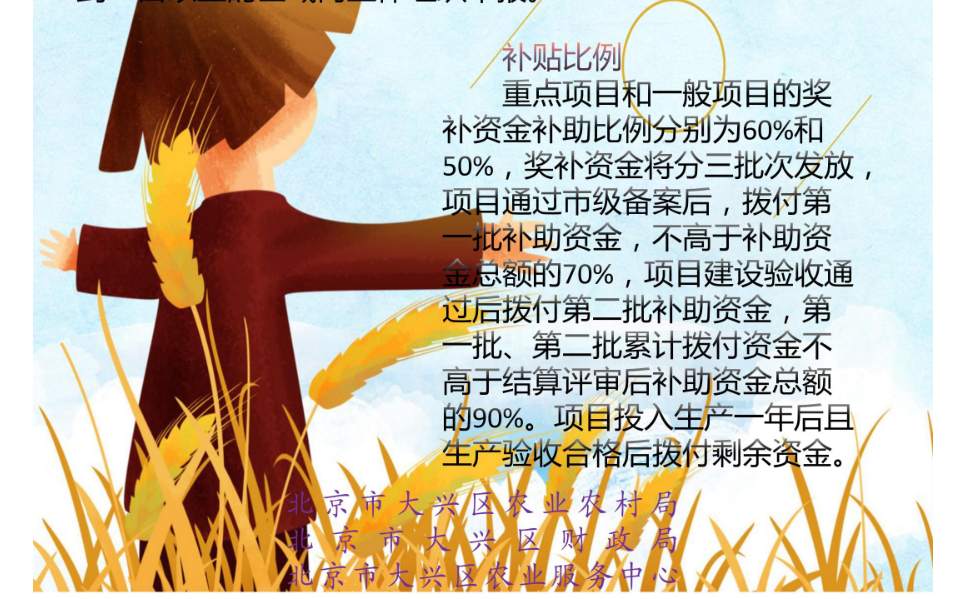 补贴比例
重点项目和一般项目的奖
补资金补助比例分别为60%和
50%，奖补资金将分三批次发放，
项目通过市级备案后，拨付第
一批补助资金，不高于补助资
金总额的70%，项目建设验收通
过后拨付第二批补助资金，第
一批、第二批累计拨付资金不
高于结算评审后补助资金总额
的90%。项目投入生产一年后且
生产验收合格后拨付剩余资金。
北京市大兴区农业农村局
北京市大兴区财政局
北京市大兴区农业服务中心